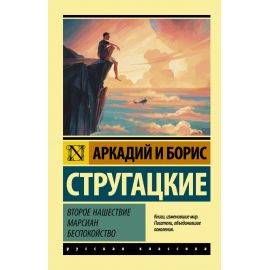 АРКАДИЙ И БОРИС
СТРУГАЦКИЕ
ВТОРОЕ НАШЕСТВИЕ
МАРСИАН
БЕСПОКОЙСТВО
Книги, изменившие мир.
Писатели, объединившие
поколения.
русская классика